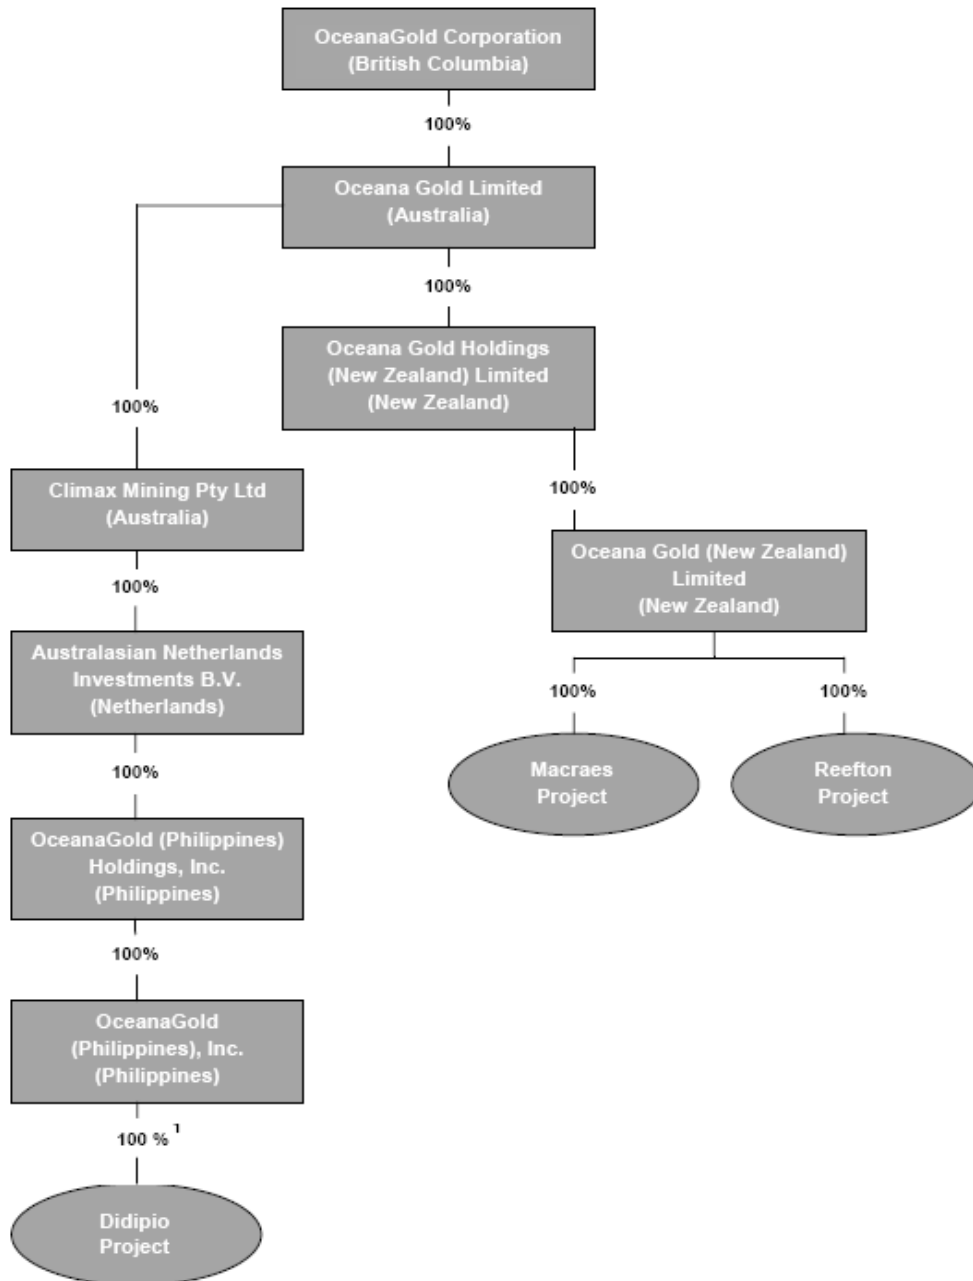 OceanaGold Corporation
(British Columbia)
100%
Oceana Gold Limited
(Australia)
100%
Oceana Gold Holdings
(New Zealand) Limited
(New Zealand)
100%
Climax Mining Pty Ltd
(Australia)
100%
Australasian Netherlands
Investments B.V.
(Netherlands)
100%
OceanaGold (Philippines)
Holdings, Inc.
(Philippines)
100%
OceanaGold
(Philippines), Inc.
(Philippines)
100 % 1
Didipio
Project
100%
Oceana Gold (New Zealand)
Limited
(New Zealand)
100%
100%
Macraes
Project
Reefton
Project